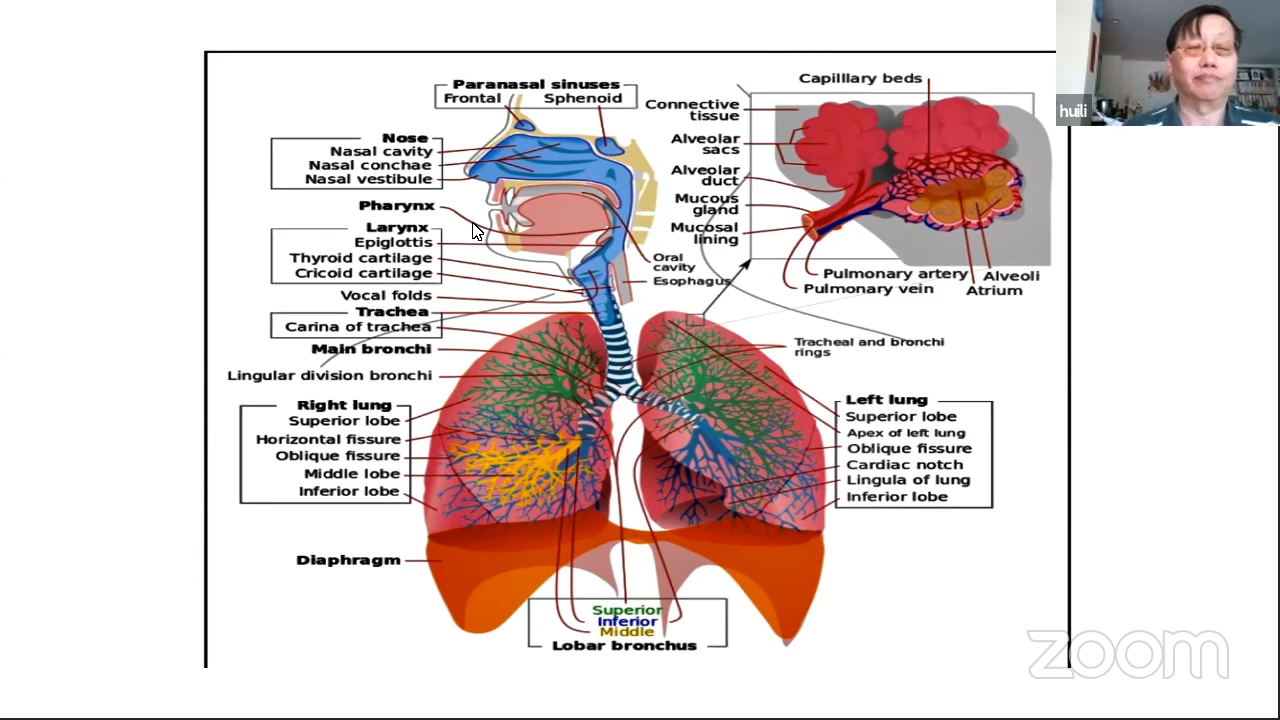 Paranasal sinuses
Frontal Sphenoid
Nose
Nasal cavity
Nasal conchae
Nasal vestibule
Pharynx
Larynx
Epiglottis
Thyroid cartilage
Cricoid cartilage
Vocal folds
Trachea
Carina of trachea
Main bronchi
Lingular division bronchi
Right lung
Superior lobe
Horizontal fissure
Oblique fissure
Middle lobe
Inferior lobe
Diaphragm
Capilllary beds
Connective
tissue
Alveolar
sacs
Alveolar
duct
Mucous
gland
Mucosal
lining
Pulmonary artery
Pulmonary vein
Alveoli
Atrium
Oral
cavity
Esophagus
Tracheal and bronchi
rings
Left lung
Superior lobe
Apex of left lung
Oblique fissure
Cardiac notch
Lingula of lung
Inferior lobe
Superior
Inferior
Middle
Lobar bronchus
huili
zoom